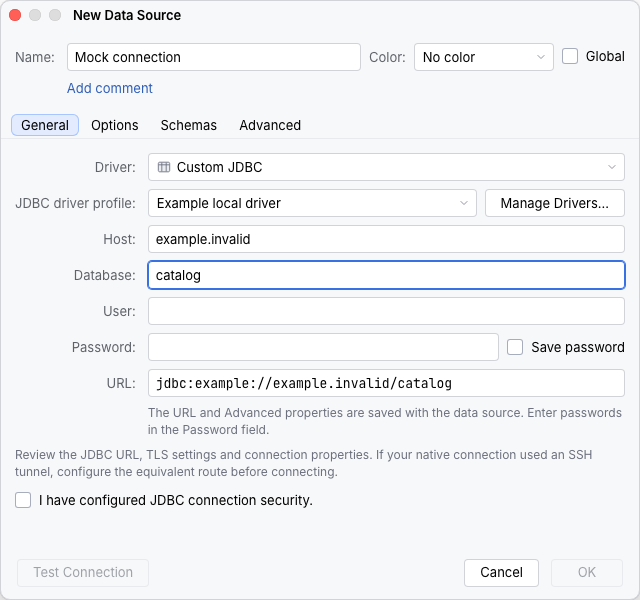 New Data Source
Name: Mock connection Color: No color Global
Add comment
General Options Schemas Advanced
Driver: Custom JDBC
JDBC driver profile: Example local driver Manage Drivers...
Host: example.invalid
Database: catalog
User:
Password: Save password
URL: jdbc:example://example.invalid/catalog
The URL and Advanced properties are saved with the data source. Enter passwords
in the Password field.
Review the JDBC URL, TLS settings and connection properties. If your native connection used an SSH
tunnel, configure the equivalent route before connecting.
I have configured JDBC connection security.
Test Connection Cancel OK